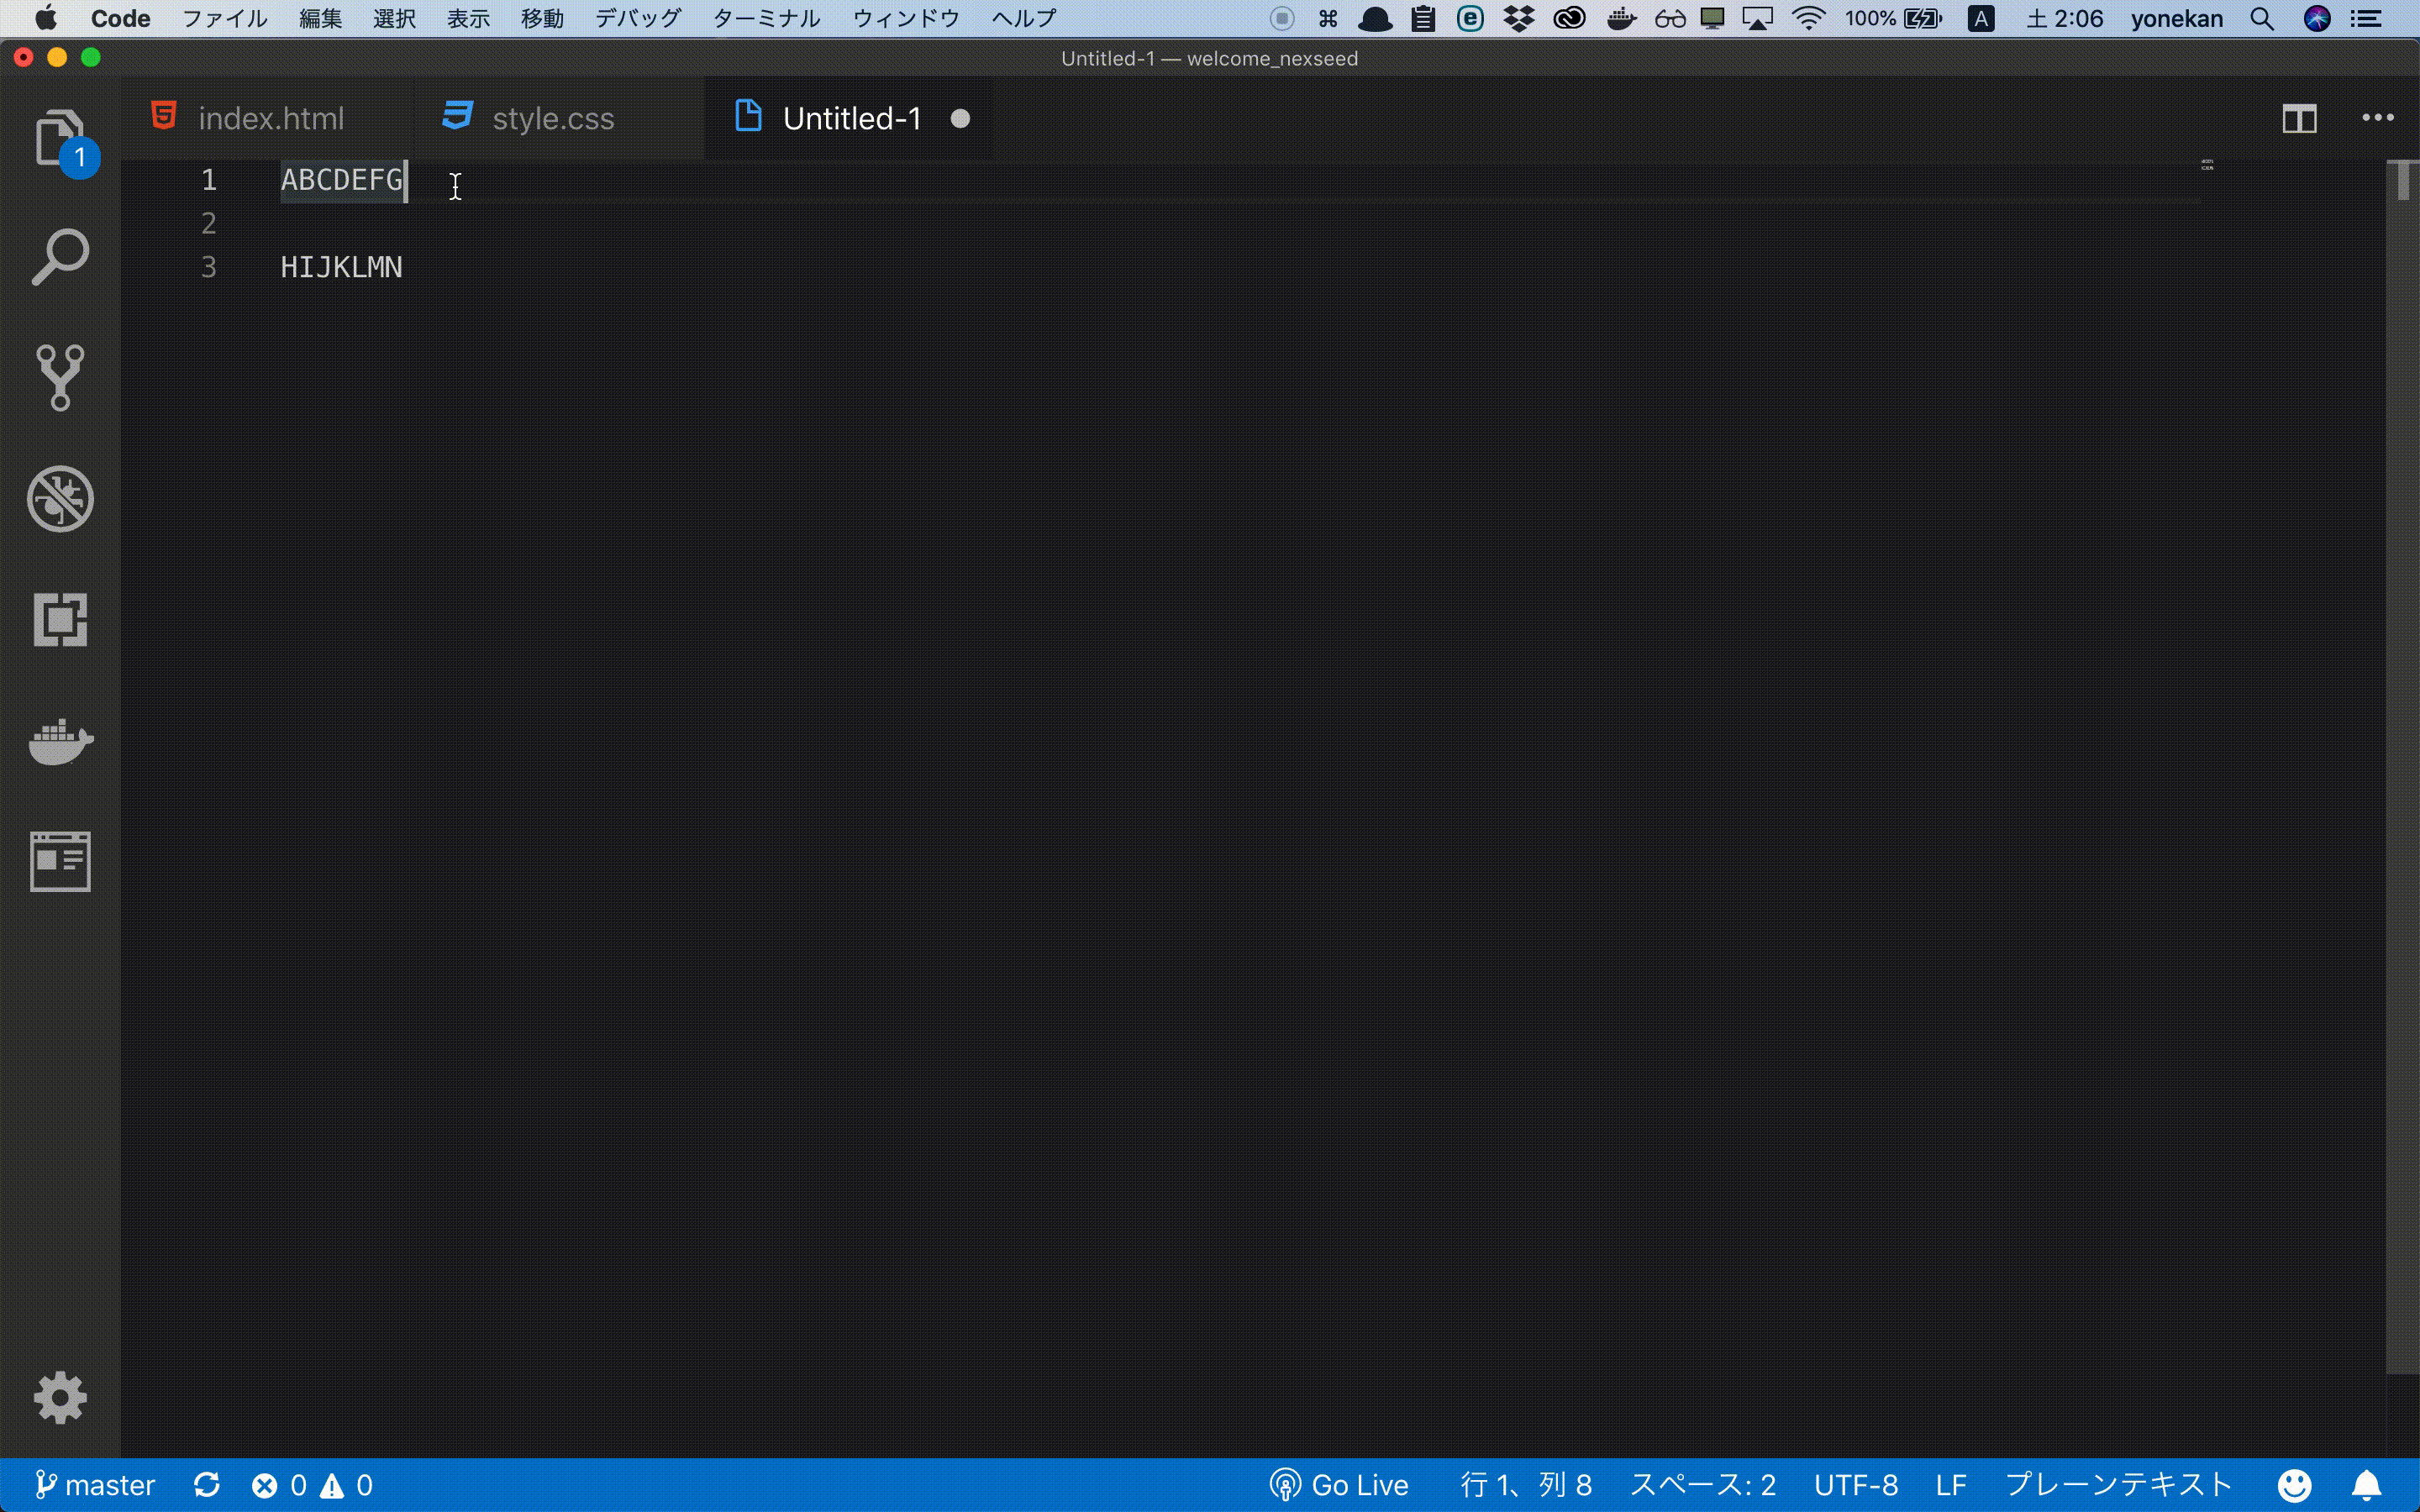 Code ファイル 編集 選択 表示 移動 デバッグ ターミナル ウィンドウ ヘルプ 100% A 土 2:06 yonekan
Untitled-1 — welcome_nexseed
index.html style.css Untitled-1
1
1 ABCDEFG
2
3 HIJKLMN
master 0 0 Go Live 行 1、列 8 スペース: 2 UTF-8 LF プレーンテキスト